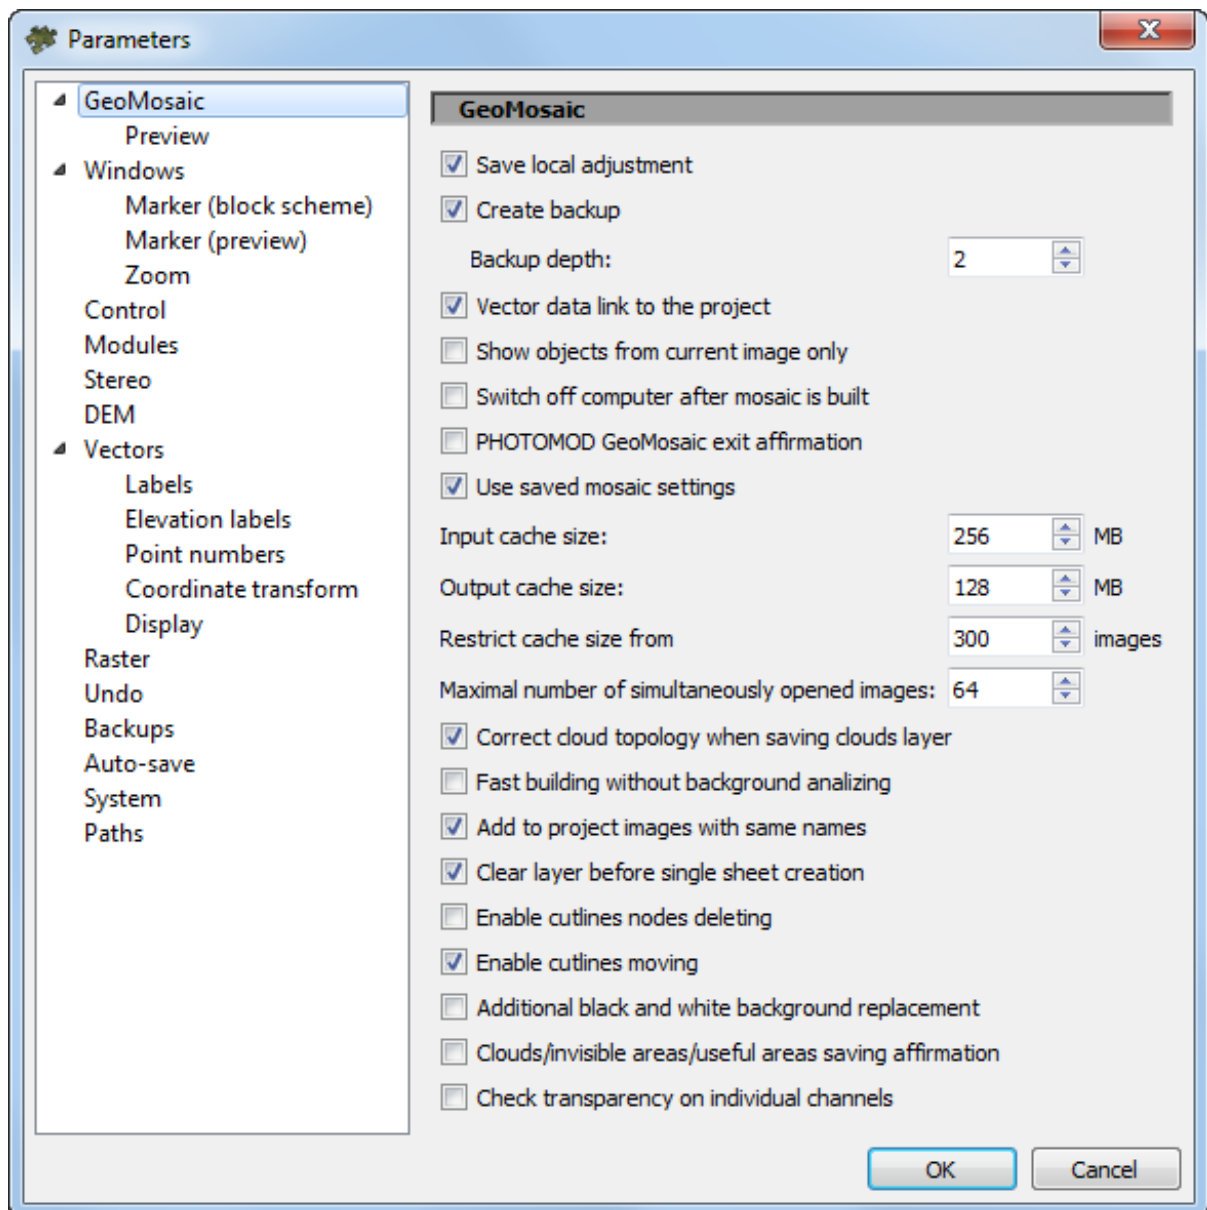 Parameters
GeoMosaic
Preview
Windows
Marker (block scheme)
Marker (preview)
Zoom
Control
Modules
Stereo
DEM
Vectors
Labels
Elevation labels
Point numbers
Coordinate transform
Display
Raster
Undo
Backups
Auto-save
System
Paths
GeoMosaic
Save local adjustment
Create backup
Backup depth: 2
Vector data link to the project
Show objects from current image only
Switch off computer after mosaic is built
PHOTOMOD GeoMosaic exit affirmation
Use saved mosaic settings
Input cache size: 256 MB
Output cache size: 128 MB
Restrict cache size from 300 images
Maximal number of simultaneously opened images: 64
Correct cloud topology when saving clouds layer
Fast building without background analizing
Add to project images with same names
Clear layer before single sheet creation
Enable cutlines nodes deleting
Enable cutlines moving
Additional black and white background replacement
Clouds/invisible areas/useful areas saving affirmation
Check transparency on individual channels
OK Cancel